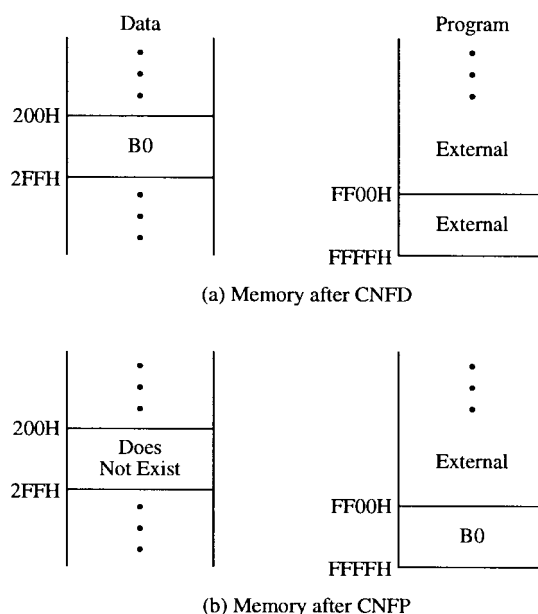 Data
Program
200H
B0
2FFH
External
FF00H
External
FFFFH
(a) Memory after CNFD
200H
Does
Not Exist
2FFH
External
FF00H
B0
FFFFH
(b) Memory after CNFP